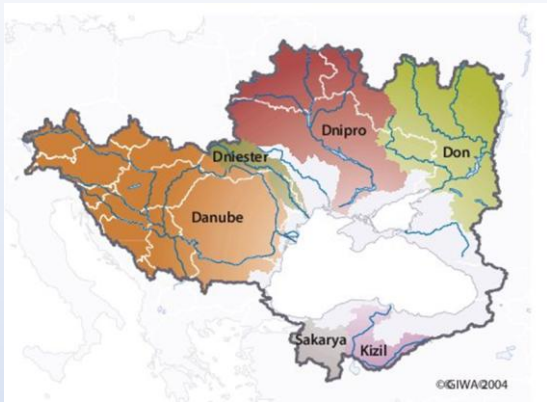 Dnipro
Dniester
Don
Danube
Sakarya
Kizil
©GIWA 2004